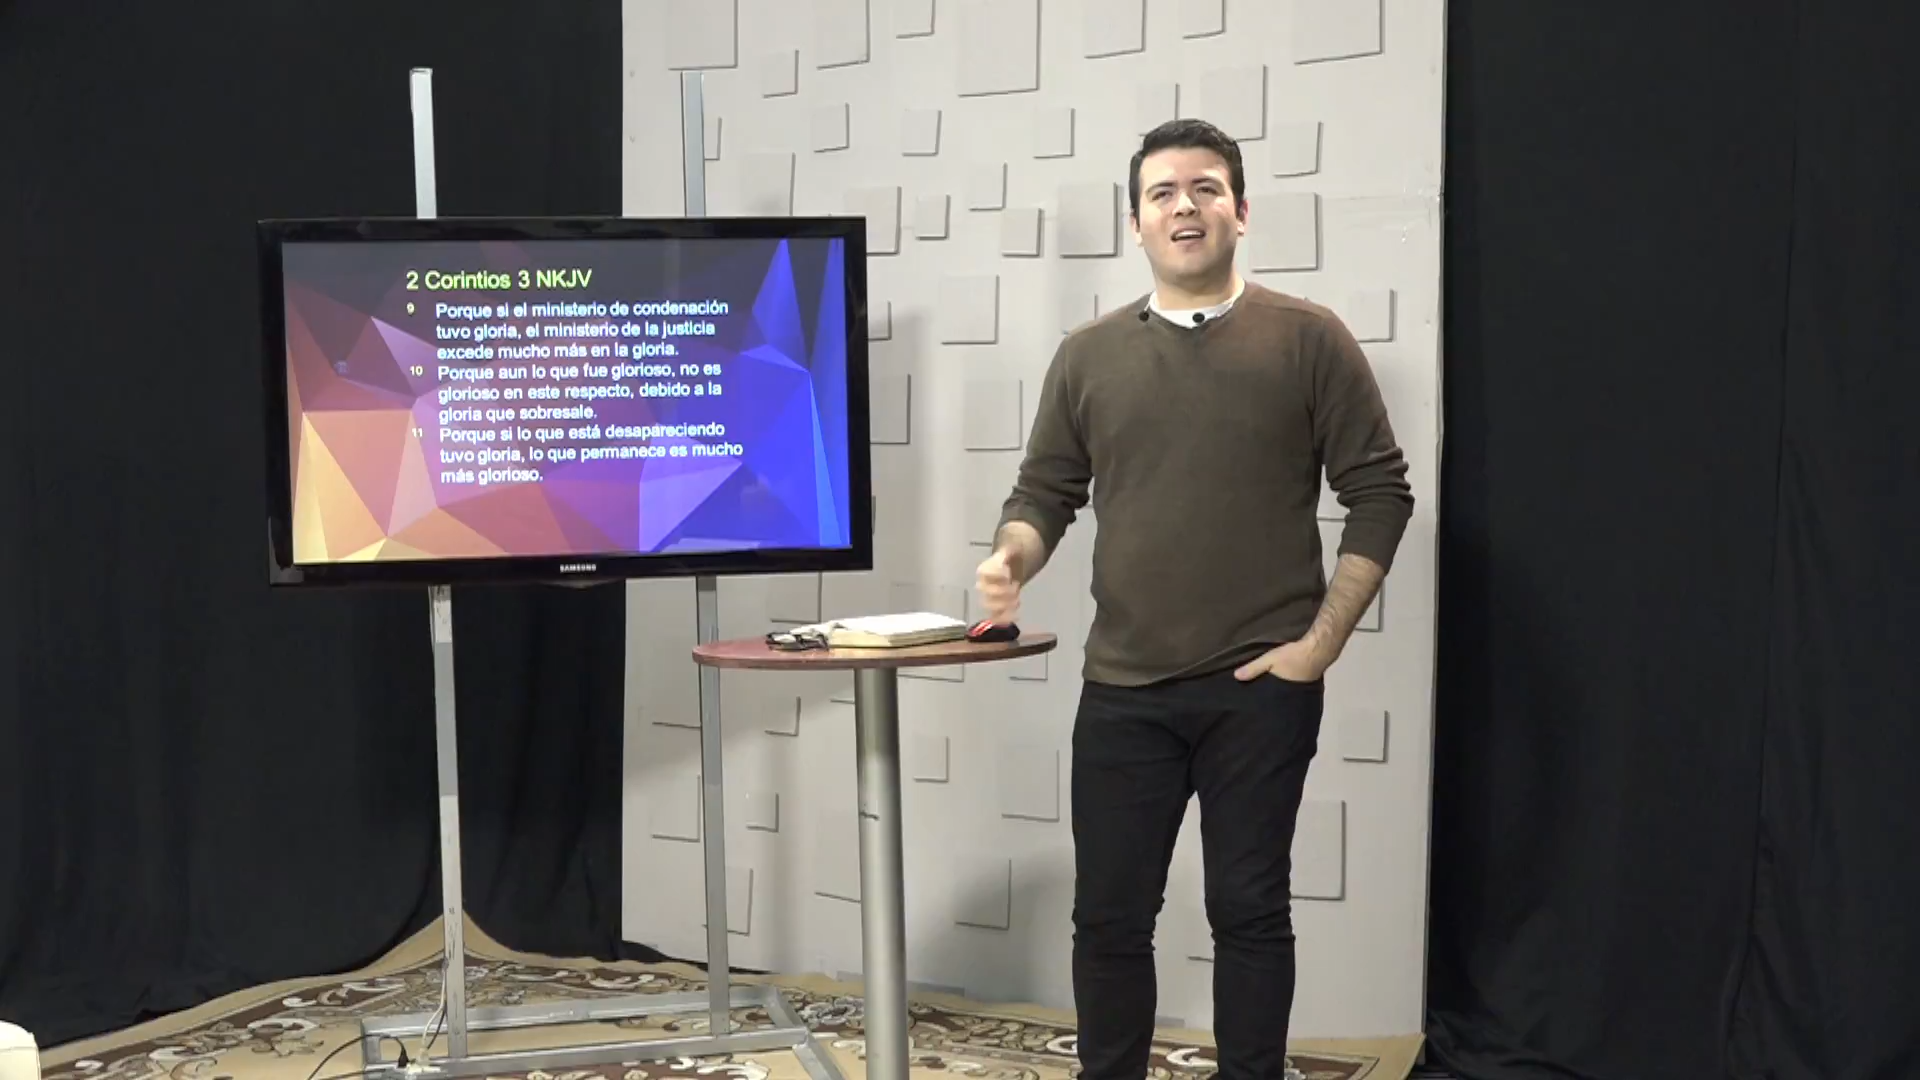 2 Corintios 3 NKJV
9 Porque si el ministerio de condenación
tuvo gloria, el ministerio de la justicia
excede mucho más en la gloria.
10 Porque aun lo que fue glorioso, no es
glorioso en este respecto, debido a la
gloria que sobresale.
11 Porque si lo que está desapareciendo
tuvo gloria, lo que permanece es mucho
más glorioso.
SAMSUNG